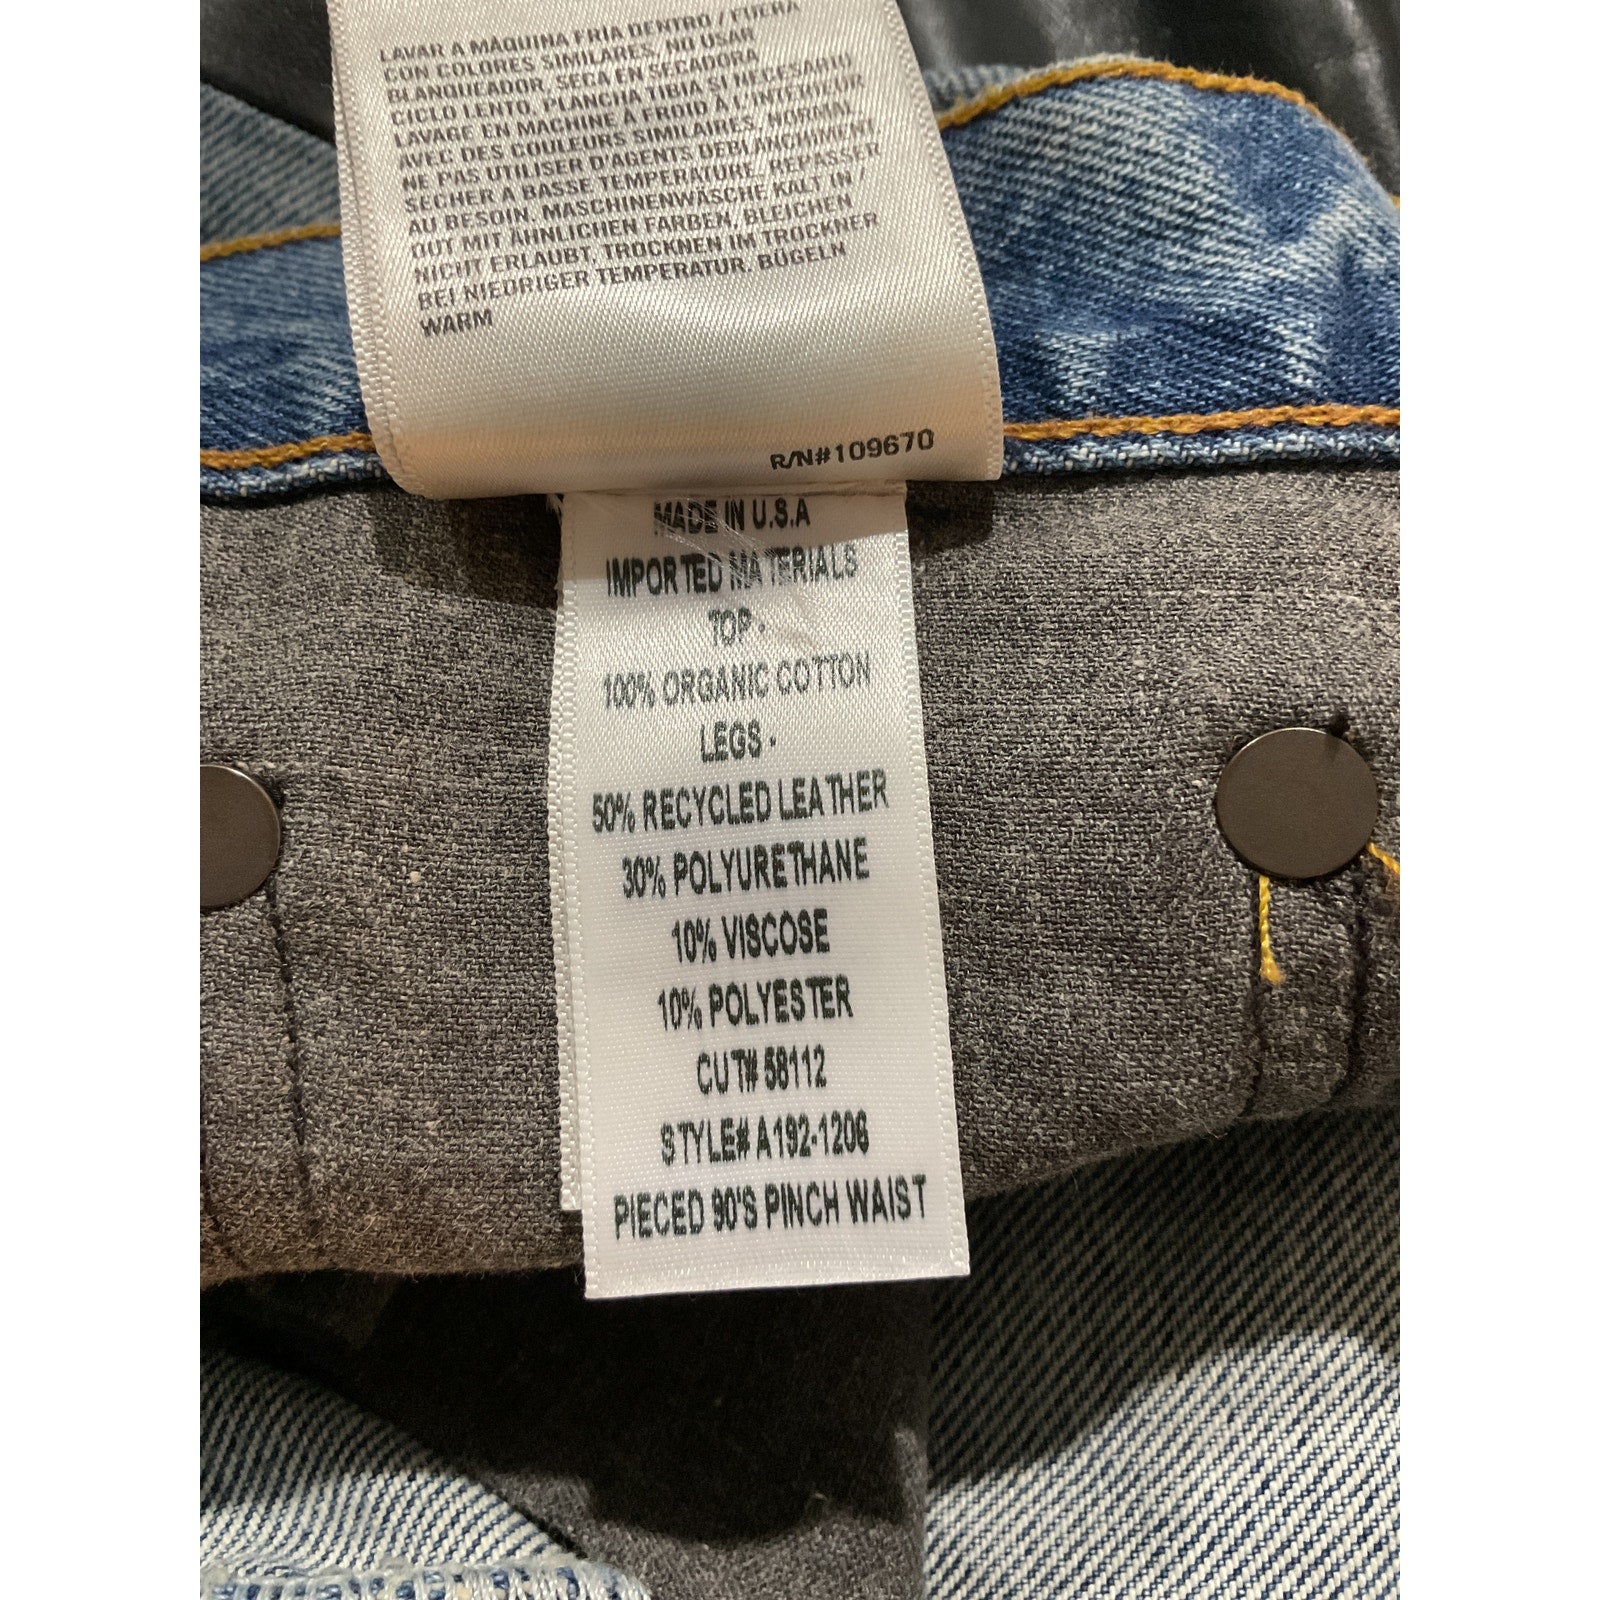 LAVAR A MÁQUINA FRÍA DENTRO / FUERA
CON COLORES SIMILARES, NO USAR
BLANQUEADOR, SECA EN SECADORA
CICLO LENTO, PLANCHA TIBIA SI NECESARIO
LAVAGE EN MACHINE À FROID À L'INTÉRIEUR
AVEC DES COULEURS SIMILAIRES, NORMAL
NE PAS UTILISER D'AGENTS DEBLANCHIMENT
SÉCHER À BASSE TEMPERATURE, REPASSER
AU BESOIN, MASCHINENWÄSCHE KALT IN /
OUT MIT ÄHNLICHEN FARBEN, BLEICHEN
NICHT ERLAUBT, TROCKNEN IM TROCKNER
BEI NIEDRIGER TEMPERATUR. BÜGELN
WARM
R/N#109670
MADE IN U.S.A
IMPORTED MATERIALS
TOP -
100% ORGANIC COTTON
LEGS -
50% RECYCLED LEATHER
30% POLYURETHANE
10% VISCOSE
10% POLYESTER
CUT# 58112
STYLE# A192-1206
PIECED 90'S PINCH WAIST